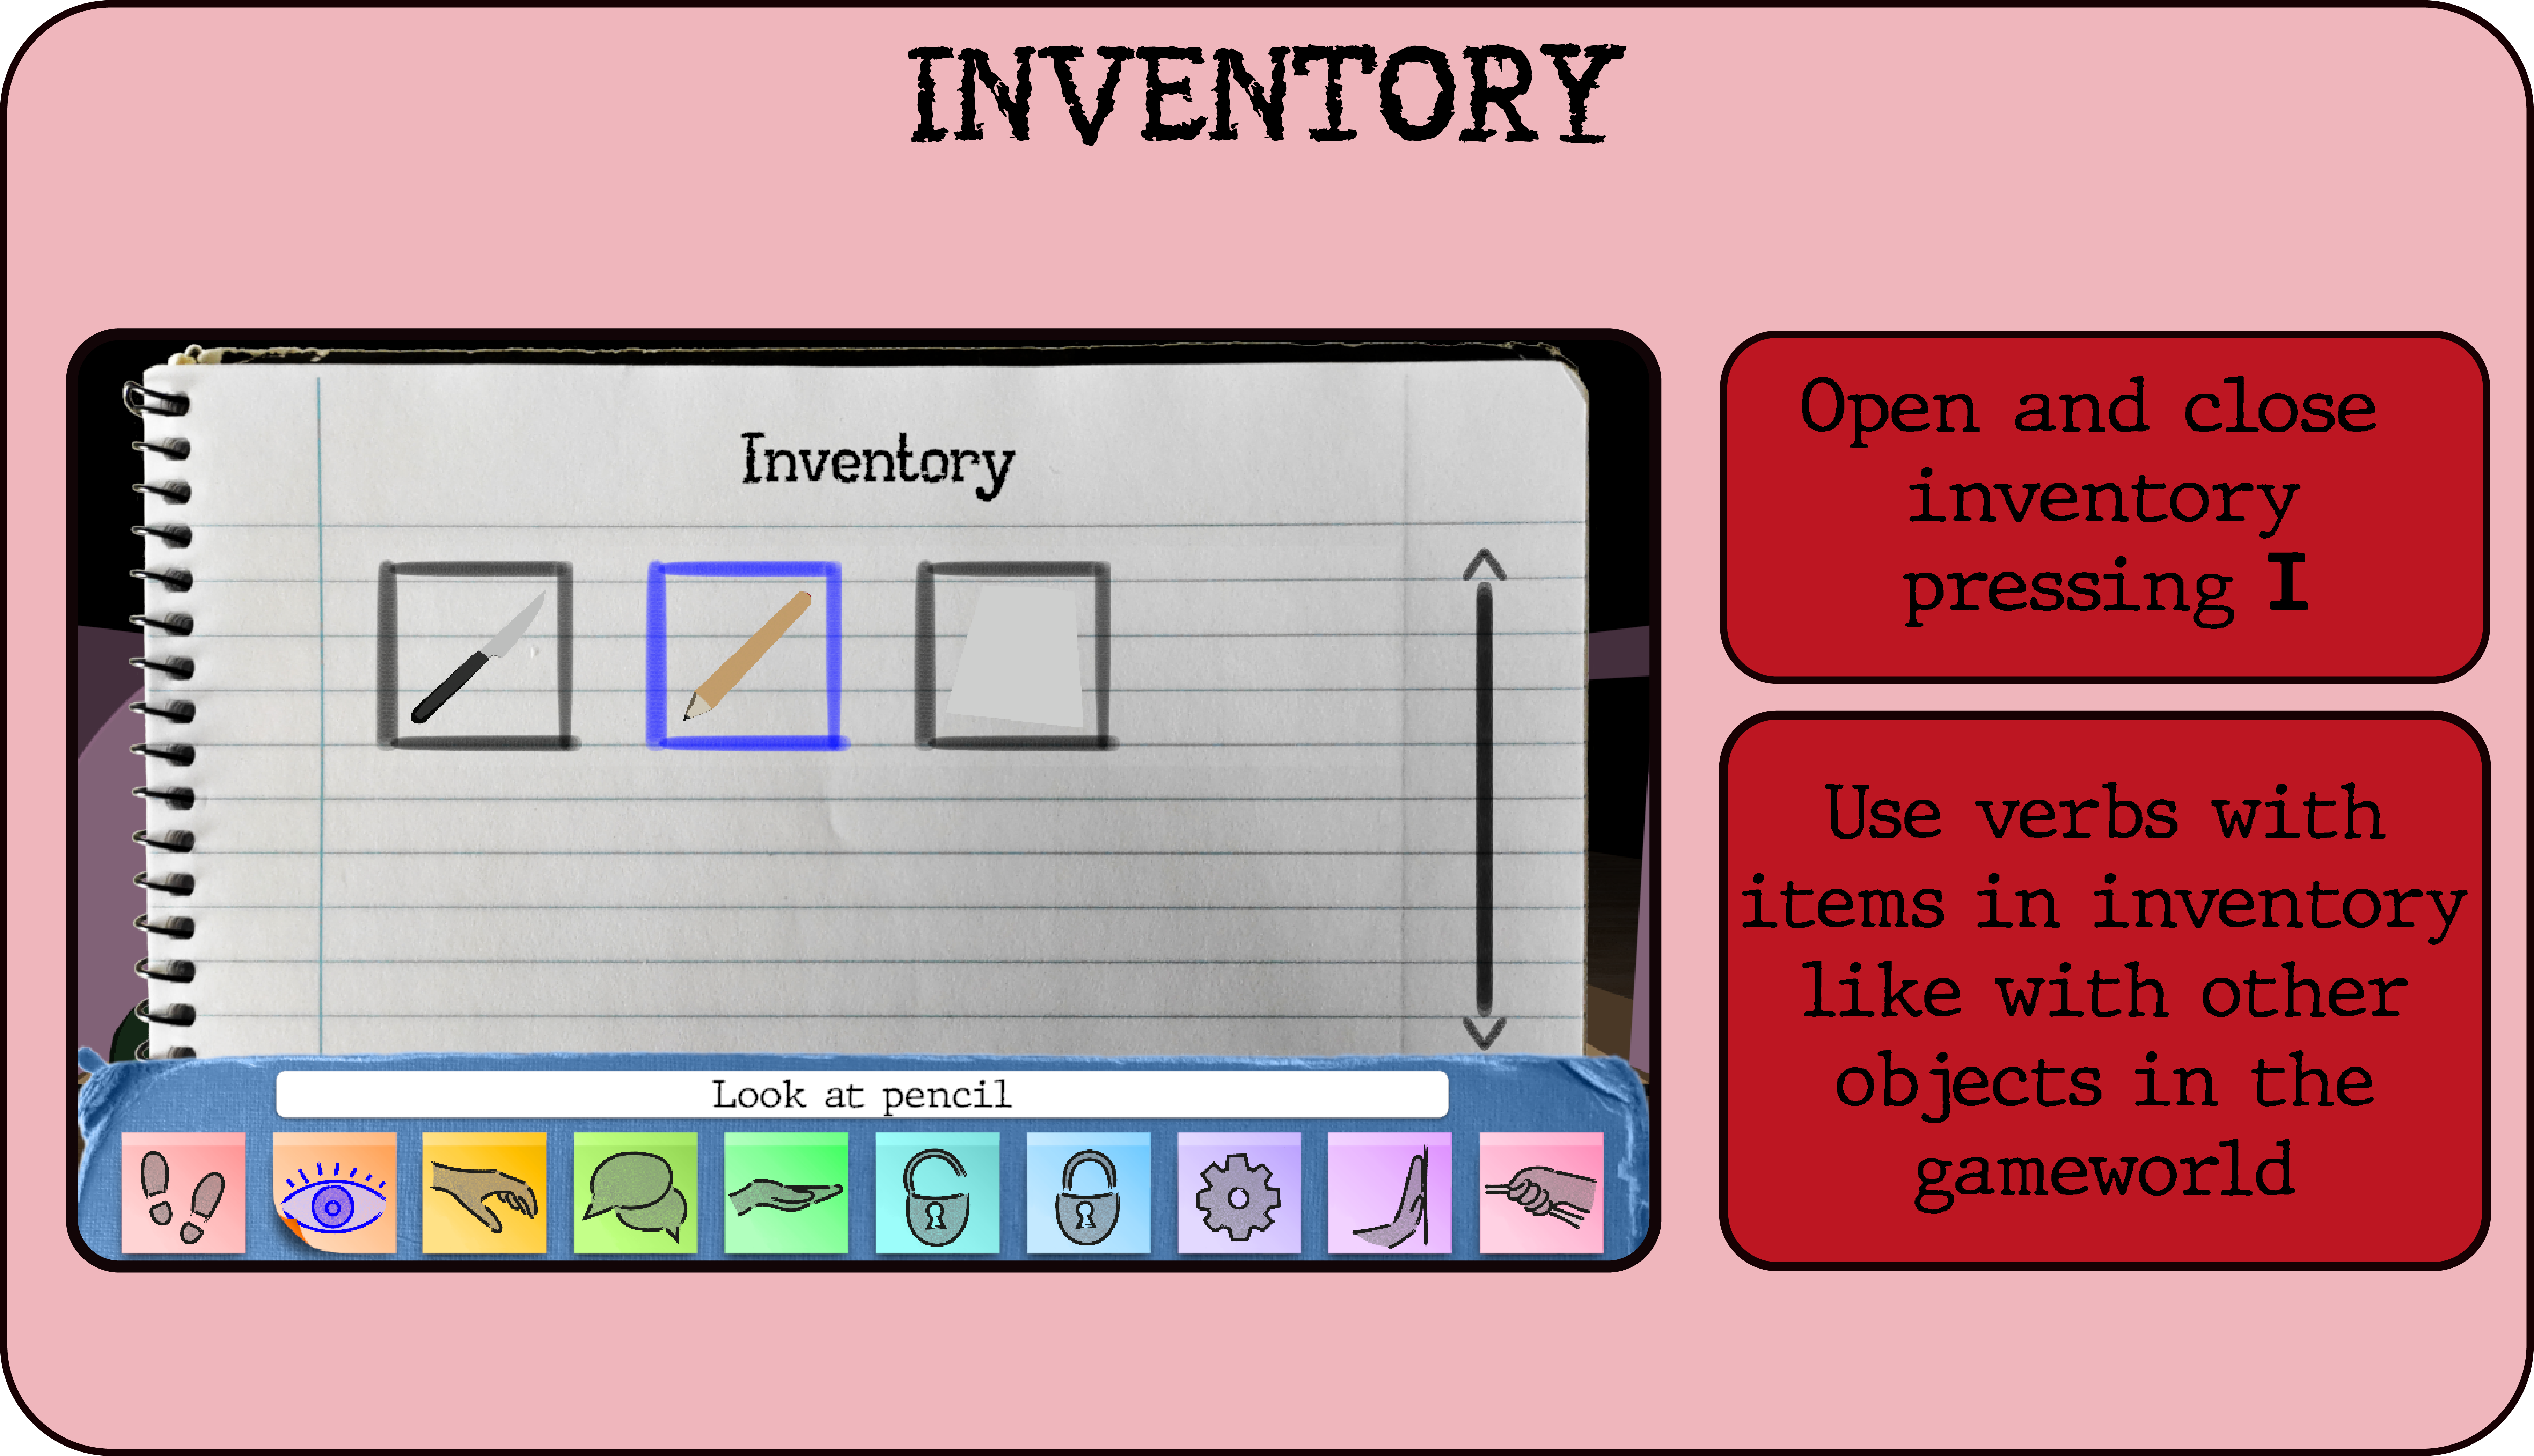 INVENTORY
Inventory
Look at pencil
Open and close
inventory
pressing I
Use verbs with
items in inventory
like with other
objects in the
gameworld